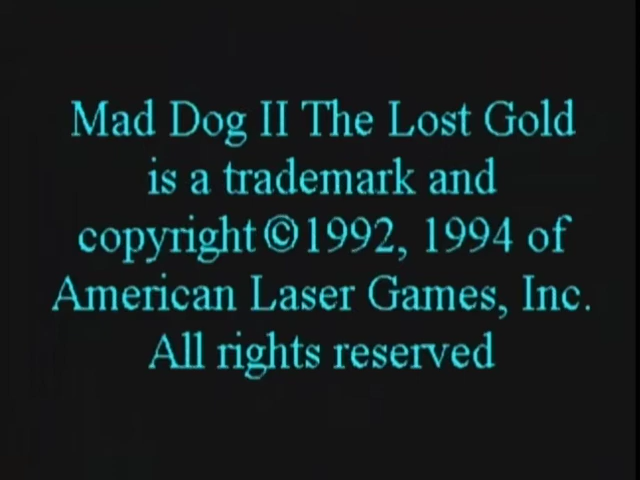 Mad Dog II The Lost Gold
is a trademark and
copyright ©1992, 1994 of
American Laser Games, Inc.
All rights reserved